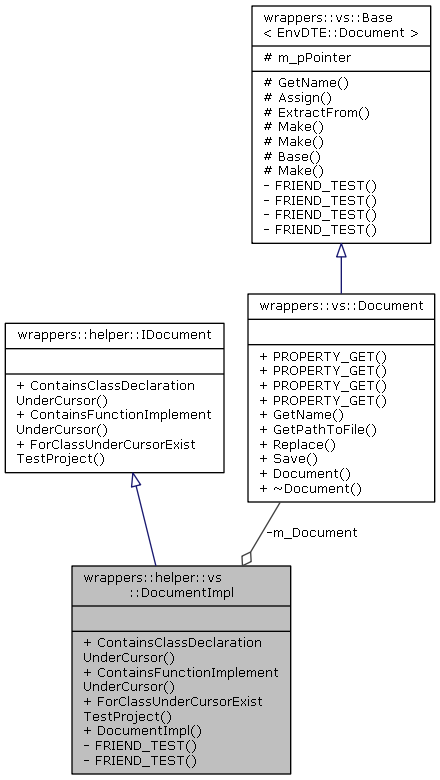 wrappers::vs::Base
< EnvDTE::Document >
# m_pPointer
# GetName()
# Assign()
# ExtractFrom()
# Make()
# Make()
# Base()
# Make()
- FRIEND_TEST()
- FRIEND_TEST()
- FRIEND_TEST()
- FRIEND_TEST()
wrappers::vs::Document
+ PROPERTY_GET()
+ PROPERTY_GET()
+ PROPERTY_GET()
+ PROPERTY_GET()
+ GetName()
+ GetPathToFile()
+ Replace()
+ Save()
+ Document()
+ ~Document()
wrappers::helper::IDocument
+ ContainsClassDeclaration
UnderCursor()
+ ContainsFunctionImplement
UnderCursor()
+ ForClassUnderCursorExist
TestProject()
-m_Document
wrappers::helper::vs
::DocumentImpl
+ ContainsClassDeclaration
UnderCursor()
+ ContainsFunctionImplement
UnderCursor()
+ ForClassUnderCursorExist
TestProject()
+ DocumentImpl()
- FRIEND_TEST()
- FRIEND_TEST()